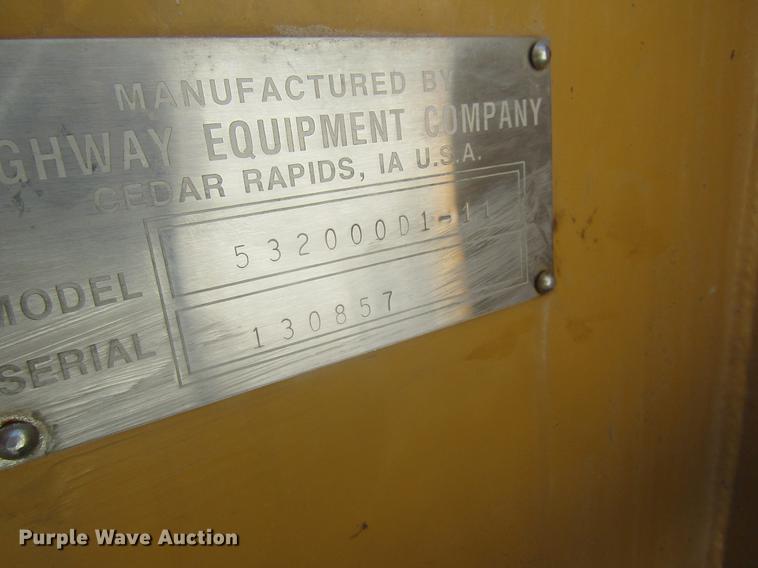 MANUFACTURED BY
GHWAY EQUIPMENT COMPANY
CEDAR RAPIDS, IA U.S.A.
MODEL 532000D1-11
SERIAL 130857
Purple Wave Auction